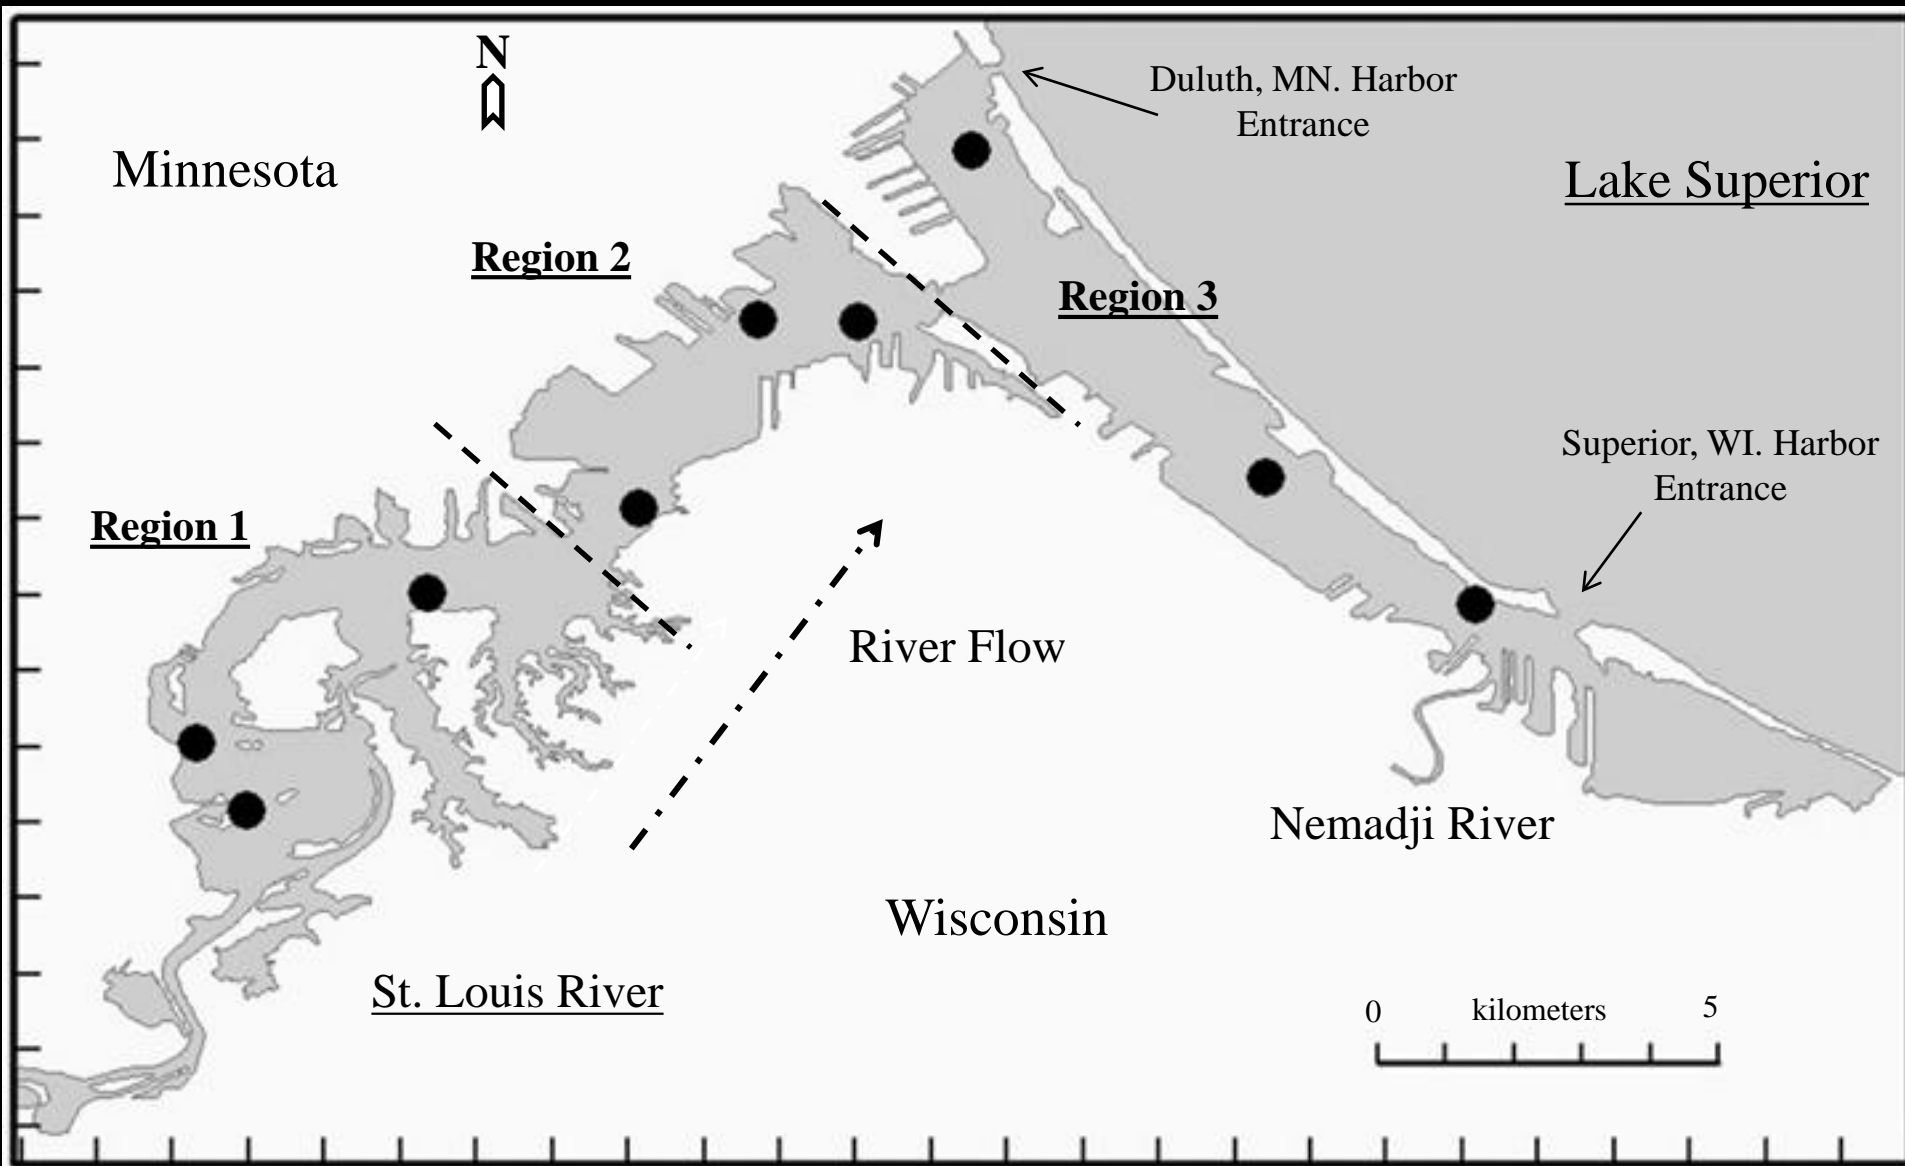 N
Duluth, MN. Harbor
Entrance
Minnesota
Lake Superior
Region 2
Region 3
Superior, WI. Harbor
Entrance
Region 1
River Flow
Nemadji River
Wisconsin
St. Louis River
0 kilometers 5